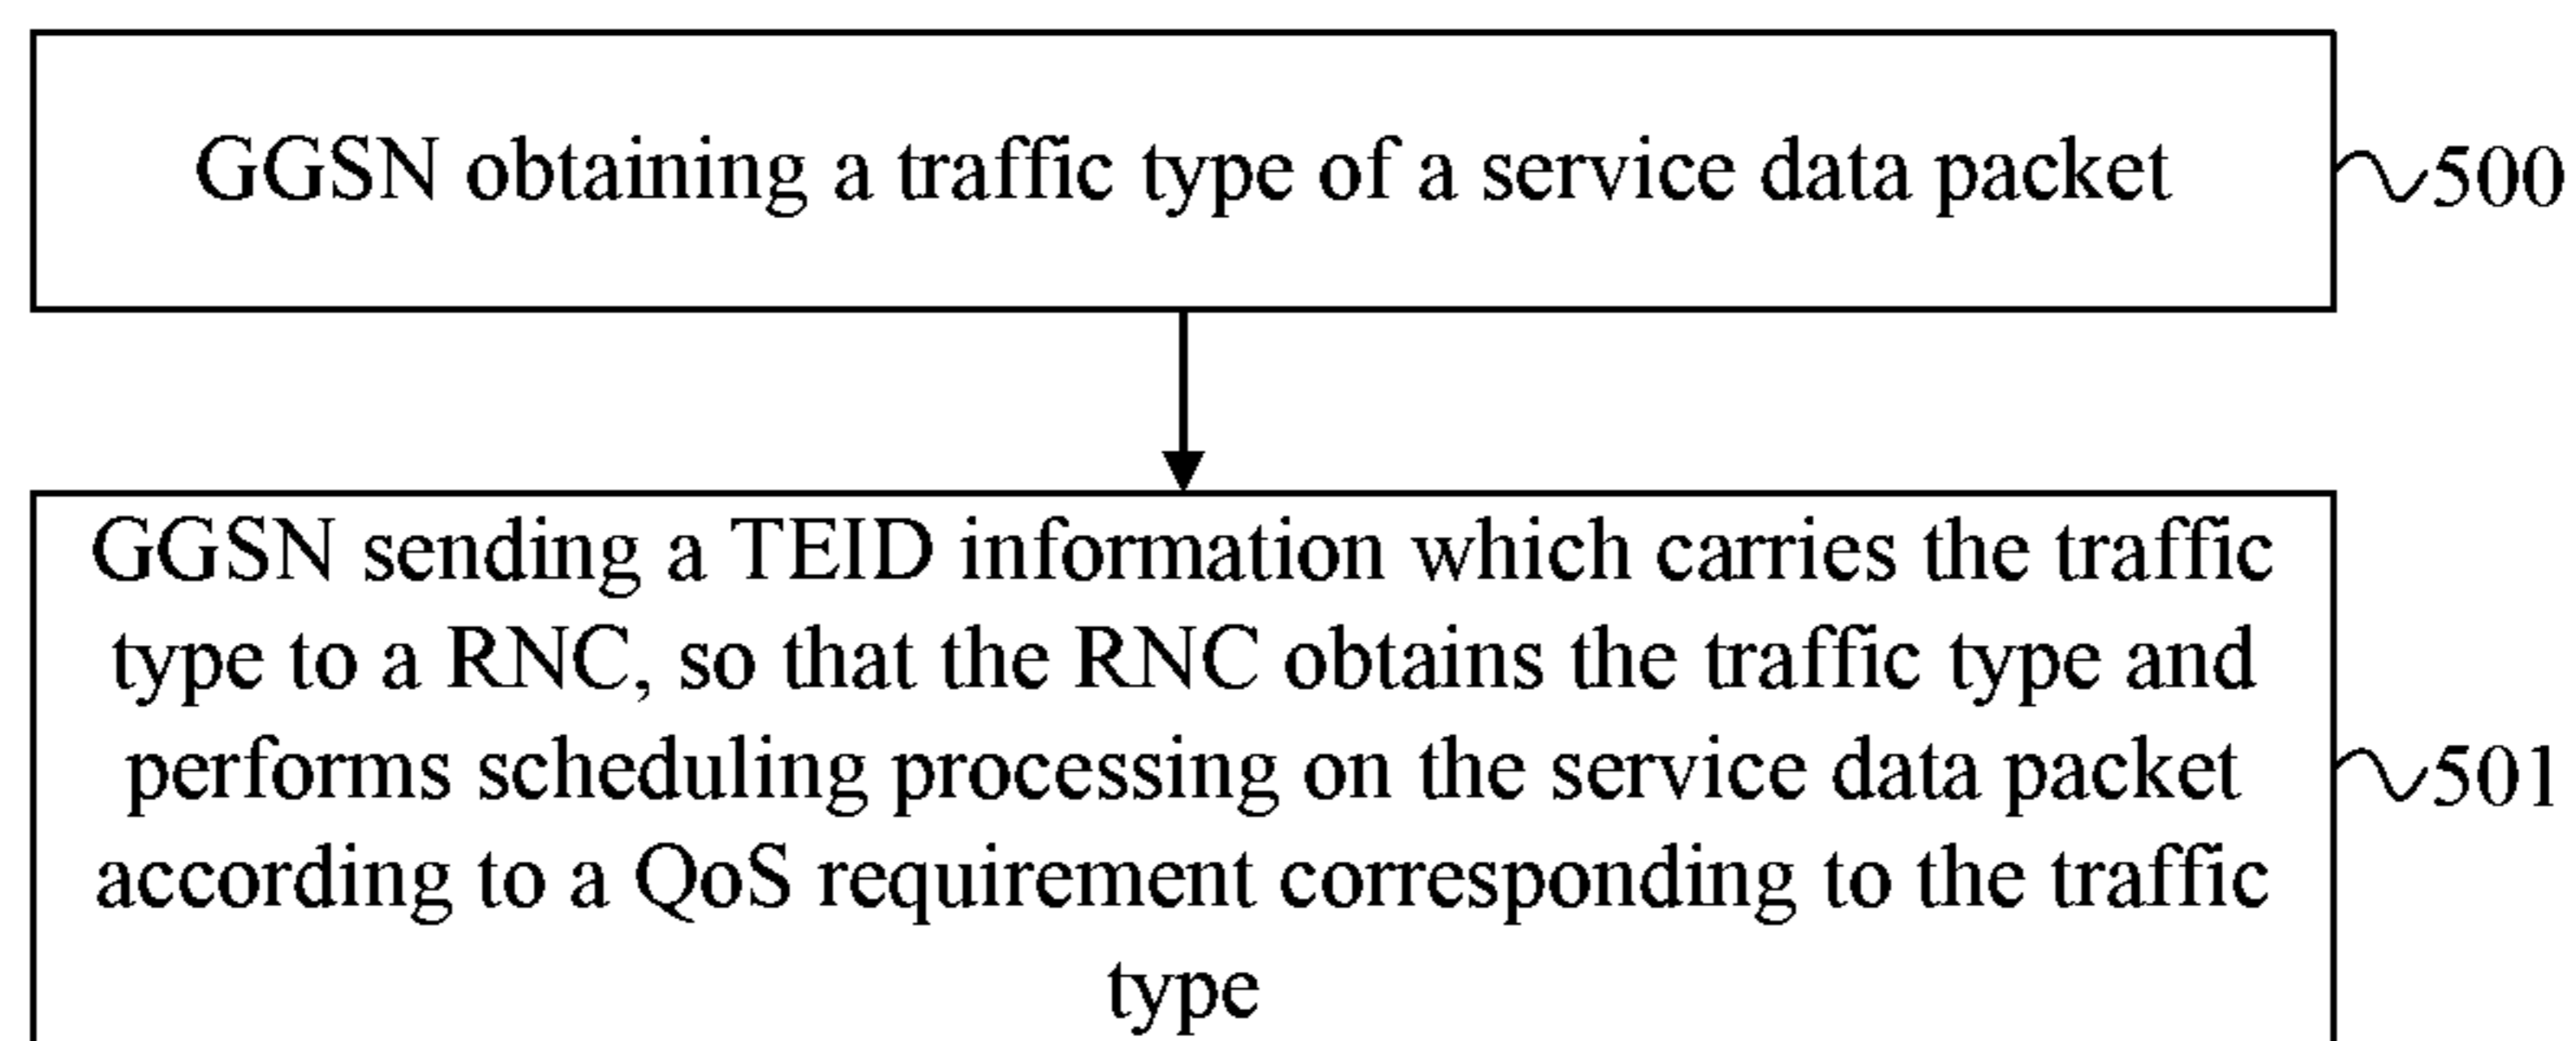 GGSN obtaining a traffic type of a service data packet
500
GGSN sending a TEID information which carries the traffic
type to a RNC, so that the RNC obtains the traffic type and
performs scheduling processing on the service data packet
501
according to a QoS requirement corresponding to the traffic
type